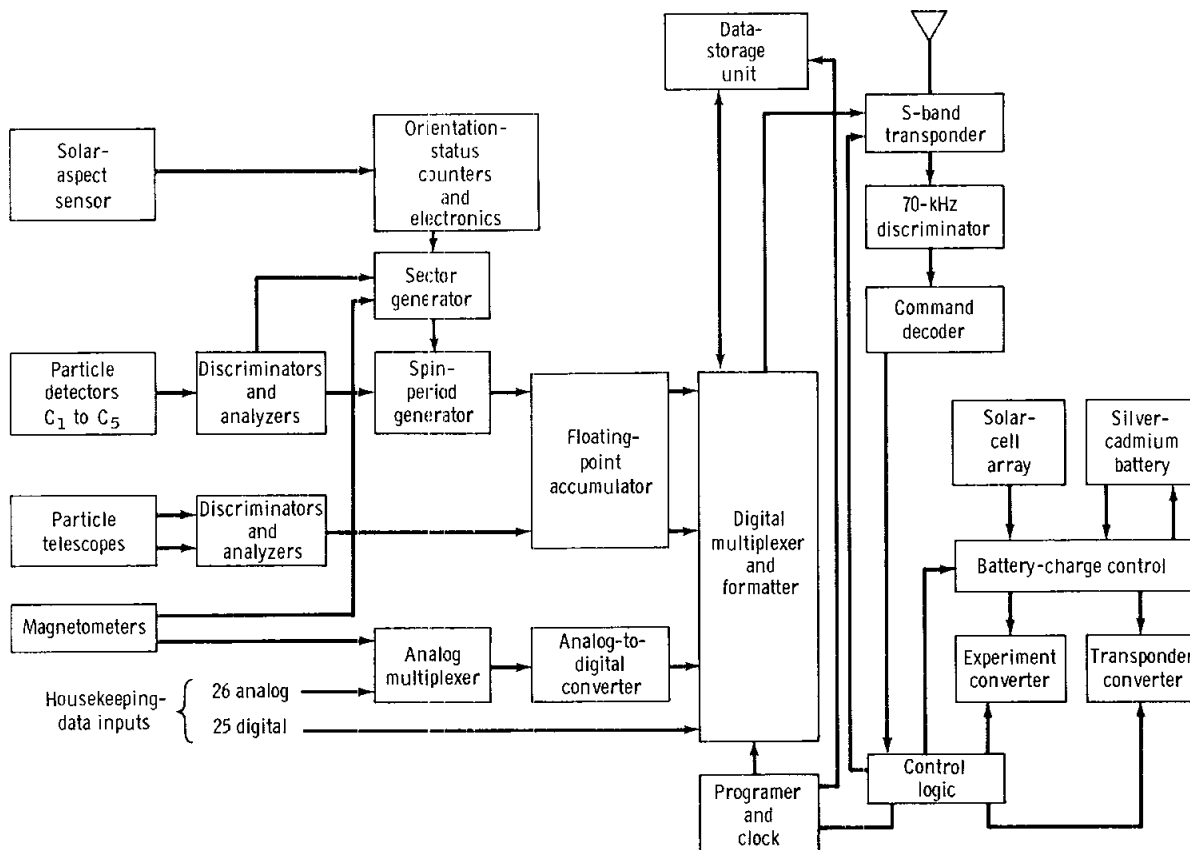 Data-
storage
unit
S-band
transponder
Solar-
aspect
sensor
Orientation-
status
counters
and
electronics
70-kHz
discriminator
Sector
generator
Command
decoder
Particle
detectors
C1 to C5
Discriminators
and
analyzers
Spin-
period
generator
Floating-
point
accumulator
Solar-
cell
array
Silver-
cadmium
battery
Particle
telescopes
Discriminators
and
analyzers
Digital
multiplexer
and
formatter
Battery-charge control
Magnetometers
Analog
multiplexer
Analog-to-
digital
converter
Experiment
converter
Transponder
converter
Housekeeping-
data inputs
26 analog
25 digital
Programer
and
clock
Control
logic